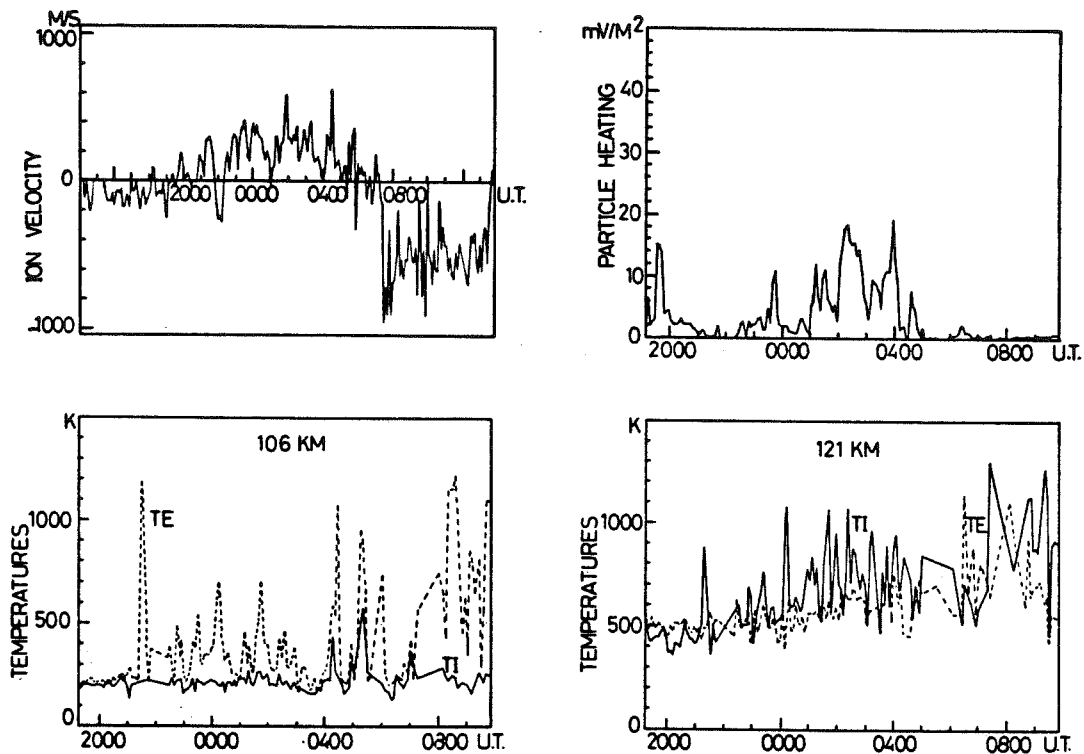 M/S
1000
0
-1000
ION VELOCITY
2000 0000 0400 0800 U.T.
mW/M2
40
30
20
10
0
PARTICLE HEATING
2000 0000 0400 0800 U.T.
K
106 KM
1000
500
0
TE
TI
TEMPERATURES
2000 0000 0400 0800 U.T.
K
121 KM
1000
500
0
TI
TE
TEMPERATURES
2000 0000 0400 0800 U.T.